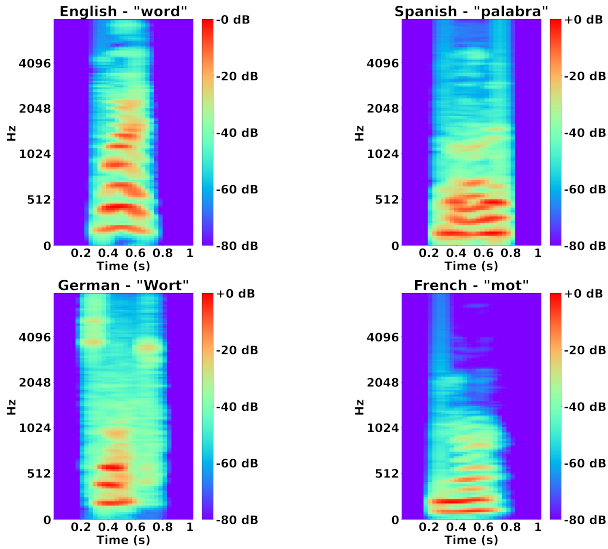 English - "word"
Hz
4096
2048
1024
512
0
0.2 0.4 0.6 0.8 1
Time (s)
-0 dB
-20 dB
-40 dB
-60 dB
-80 dB
Spanish - "palabra"
Hz
4096
2048
1024
512
0
0.2 0.4 0.6 0.8 1
Time (s)
+0 dB
-20 dB
-40 dB
-60 dB
-80 dB
German - "Wort"
Hz
4096
2048
1024
512
0
0.2 0.4 0.6 0.8 1
Time (s)
+0 dB
-20 dB
-40 dB
-60 dB
-80 dB
French - "mot"
Hz
4096
2048
1024
512
0
0.2 0.4 0.6 0.8 1
Time (s)
+0 dB
-20 dB
-40 dB
-60 dB
-80 dB